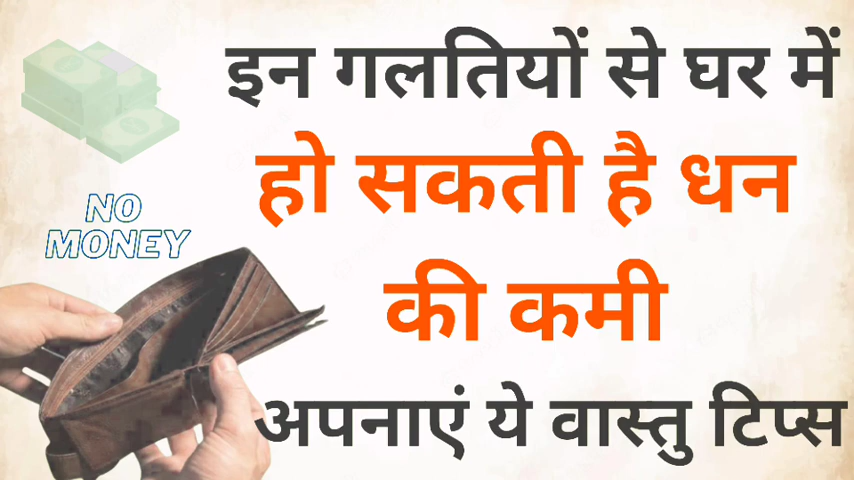 इन गलतियों से घर में
हो सकती है धन
की कमी
NO
MONEY
अपनाएं ये वास्तु टिप्स